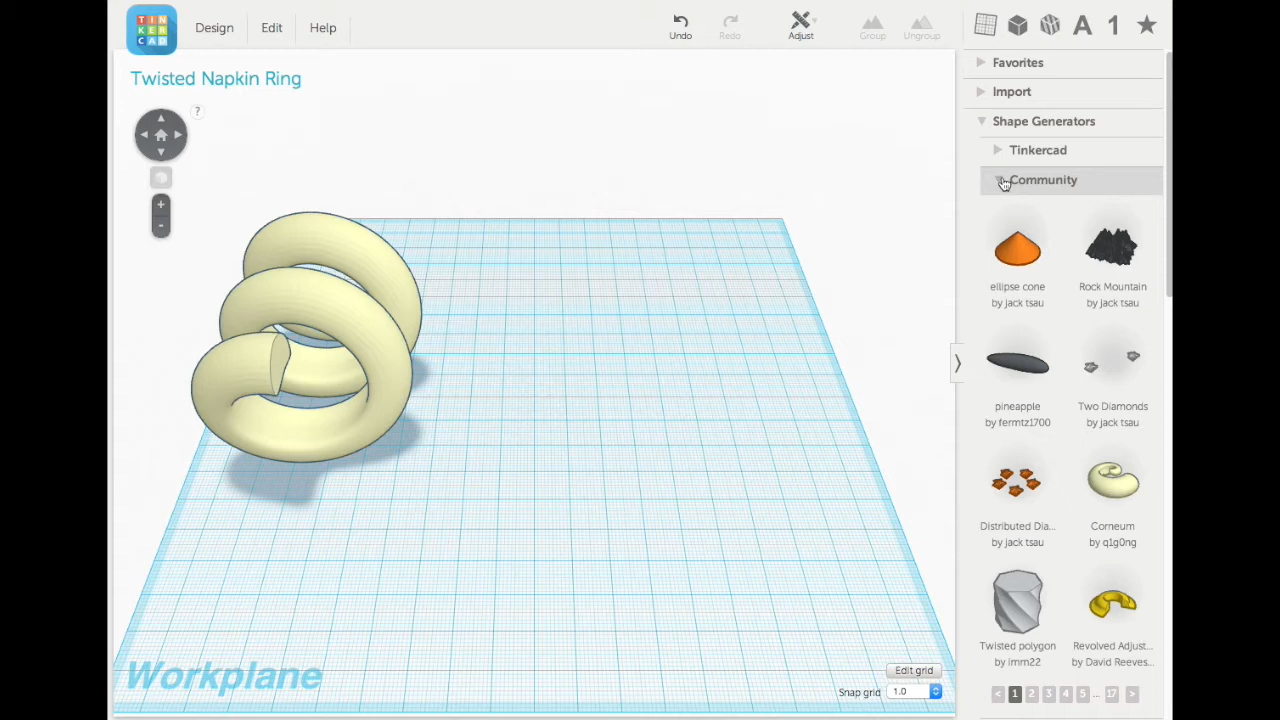 TIN
KER
CAD
Design
Edit
Help
Undo
Redo
Adjust
Group
Ungroup
A
1
Twisted Napkin Ring
?
+
-
Favorites
Import
Shape Generators
Tinkercad
Community
ellipse cone
by jack tsau
Rock Mountain
by jack tsau
pineapple
by fermtz1700
Two Diamonds
by jack tsau
Distributed Dia...
by jack tsau
Corneum
by q1g0ng
Twisted polygon
by imm22
Revolved Adjust...
by David Reeves...
< 1 2 3 4 5 ... 17 >
Workplane
Edit grid
Snap grid 1.0